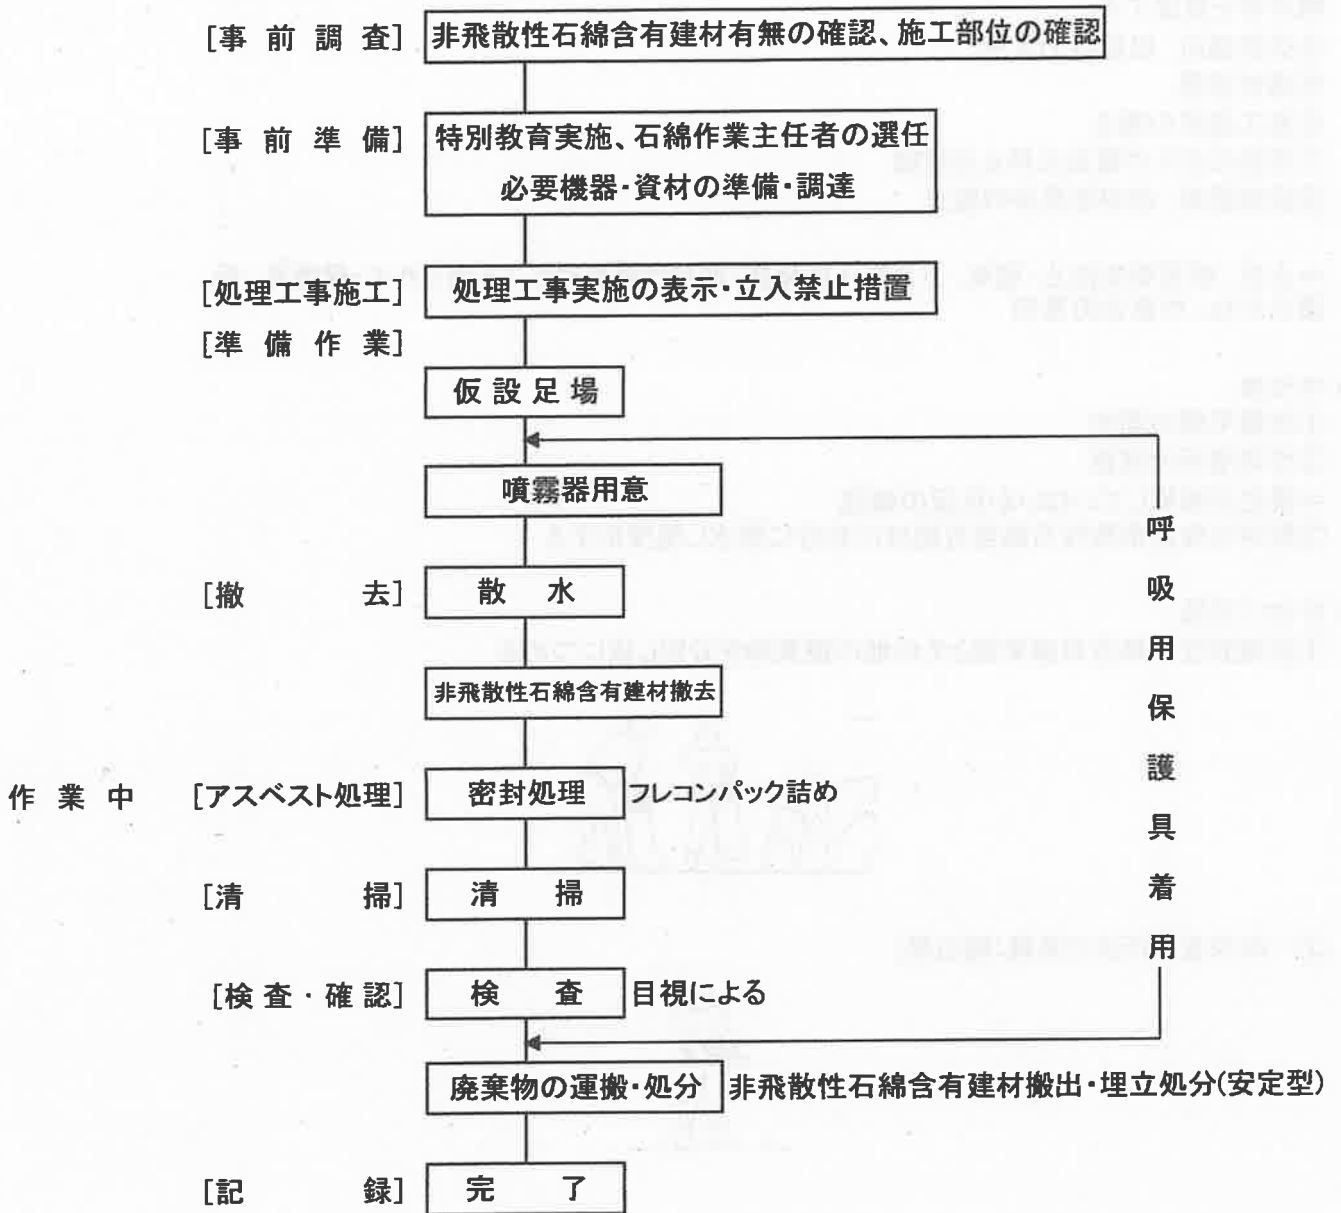 [事前調査] 非飛散性石綿含有建材有無の確認、施工部位の確認
[事前準備] 特別教育実施、石綿作業主任者の選任
必要機器・資材の準備・調達
[処理工事施工] 処理工事実施の表示・立入禁止措置
[準備作業]
仮設足場
噴霧器用意
[撤去] 散水
非飛散性石綿含有建材撤去
作業中 [アスベスト処理] 密封処理 フレコンパック詰め
[清掃] 清掃
[検査・確認] 検査 目視による
廃棄物の運搬・処分 非飛散性石綿含有建材搬出・埋立処分(安定型)
[記録] 完了
呼吸用保護具着用